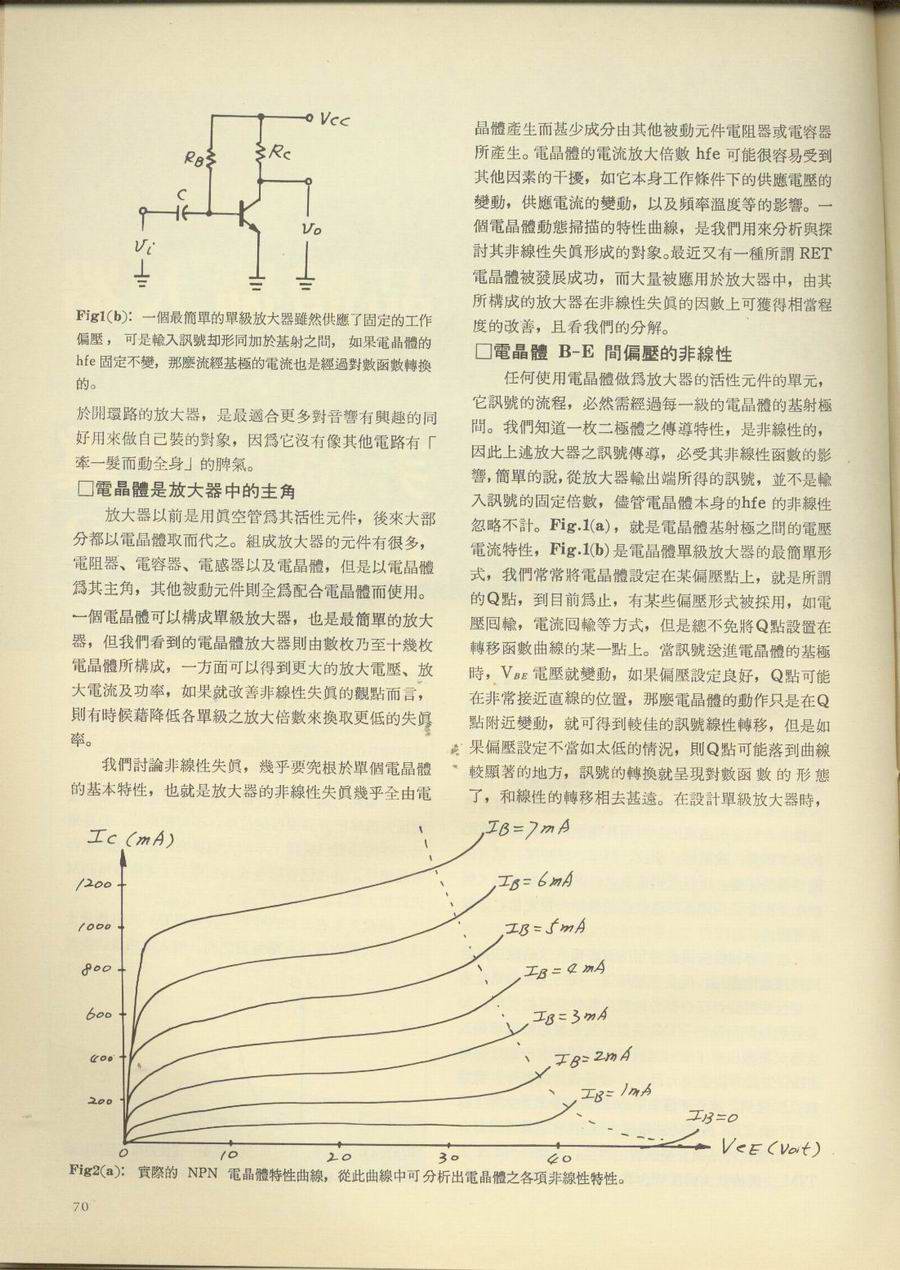 Vcc
RB
Rc
C
Vi
Vo
Fig1(b)：一個最簡單的單級放大器雖然供應了固定的工作
偏壓，可是輸入訊號却形同加於基射之間，如果電晶體的
hfe 固定不變，那麼流經基極的電流也是經過對數函數轉換
的。
於開環路的放大器，是最適合更多對音響有興趣的同
好用來做自己裝的對象，因爲它沒有像其他電路有「
牽一髮而動全身」的脾氣。
□電晶體是放大器中的主角
放大器以前是用眞空管爲其活性元件，後來大部
分都以電晶體取而代之。組成放大器的元件有很多，
電阻器、電容器、電感器以及電晶體，但是以電晶體
爲其主角，其他被動元件則全爲配合電晶體而使用。
一個電晶體可以構成單級放大器，也是最簡單的放大
器，但我們看到的電晶體放大器則由數枚乃至十幾枚
電晶體所構成，一方面可以得到更大的放大電壓、放
大電流及功率，如果就改善非線性失眞的觀點而言，
則有時候藉降低各單級之放大倍數來換取更低的失眞
率。
我們討論非線性失眞，幾乎要究根於單個電晶體
的基本特性，也就是放大器的非線性失眞幾乎全由電
晶體產生而甚少成分由其他被動元件電阻器或電容器
所產生。電晶體的電流放大倍數 hfe 可能很容易受到
其他因素的干擾，如它本身工作條件下的供應電壓的
變動，供應電流的變動，以及頻率溫度等的影響。一
個電晶體動態掃描的特性曲線，是我們用來分析與探
討其非線性失眞形成的對象。最近又有一種所謂 RET
電晶體被發展成功，而大量被應用於放大器中，由其
所構成的放大器在非線性失眞的因數上可獲得相當程
度的改善，且看我們的分解。
□電晶體 B-E 間偏壓的非線性
任何使用電晶體做爲放大器的活性元件的單元，
它訊號的流程，必然需經過每一級的電晶體的基射極
間。我們知道一枚二極體之傳導特性，是非線性的，
因此上述放大器之訊號傳導，必受其非線性函數的影
響，簡單的說，從放大器輸出端所得的訊號，並不是輸
入訊號的固定倍數，儘管電晶體本身的hfe 的非線性
忽略不計。Fig.1(a)，就是電晶體基射極之間的電壓
電流特性，Fig.1(b)是電晶體單級放大器的最簡單形
式，我們常常將電晶體設定在某偏壓點上，就是所謂
的Q點，到目前爲止，有某些偏壓形式被採用，如電
壓囘輸，電流囘輸等方式，但是總不免將Q點設置在
轉移函數曲線的某一點上。當訊號送進電晶體的基極
時，VBE 電壓就變動，如果偏壓設定良好，Q點可能
在非常接近直線的位置，那麼電晶體的動作只是在Q
點附近變動，就可得到較佳的訊號線性轉移，但是如
果偏壓設定不當如太低的情況，則Q點可能落到曲線
較顯著的地方，訊號的轉換就呈現對數函數的形態
了，和線性的轉移相去甚遠。在設計單級放大器時，
Ic (mA)
1200
1000
800
600
400
200
0
10
20
30
40
VCE (Volt)
IB=7mA
IB=6mA
IB=5mA
IB=4mA
IB=3mA
IB=2mA
IB=1mA
IB=0
Fig2(a)：實際的 NPN 電晶體特性曲線，從此曲線中可分析出電晶體之各項非線性特性。
70